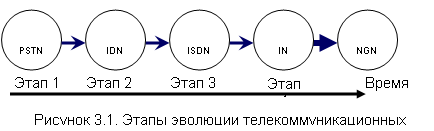 PSTN IDN ISDN IN NGN
Этап 1 Этап 2 Этап 3 Этап Время
Рисунок 3.1. Этапы эволюции телекоммуникационных